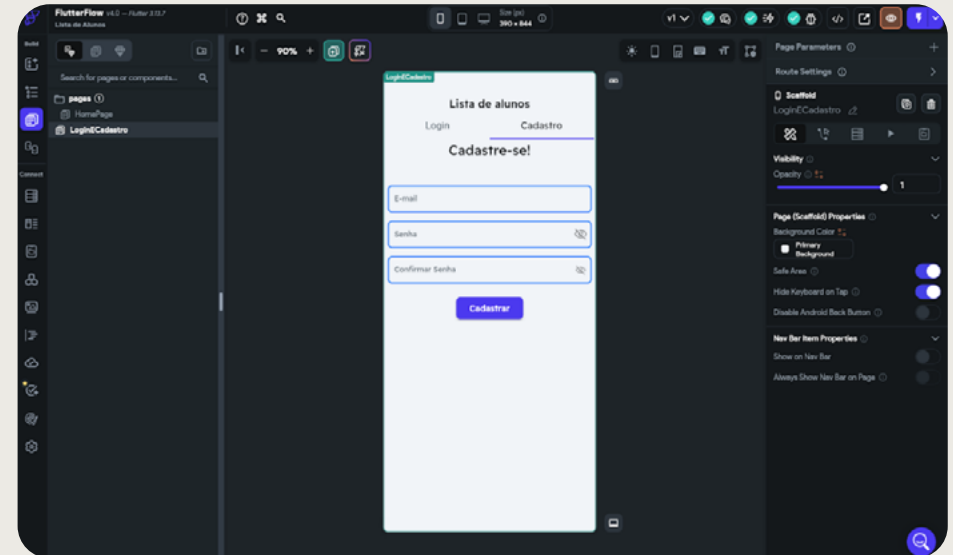 FlutterFlow v4.0 — Flutter 3.13.7
Lista de Alunos
Size (px)
390 × 844
v1
Build
Connect
Search for pages or components...
pages (1)
HomePage
LoginECadastro
90%
LoginECadastro
Lista de alunos
Login
Cadastro
Cadastre-se!
E-mail
Senha
Confirmar Senha
Cadastrar
Page Parameters
Route Settings
Scaffold
LoginECadastro
Visibility
Opacity
1
Page (Scaffold) Properties
Background Color
Primary
Background
Safe Area
Hide Keyboard on Tap
Disable Android Back Button
Nav Bar Item Properties
Show on Nav Bar
Always Show Nav Bar on Page